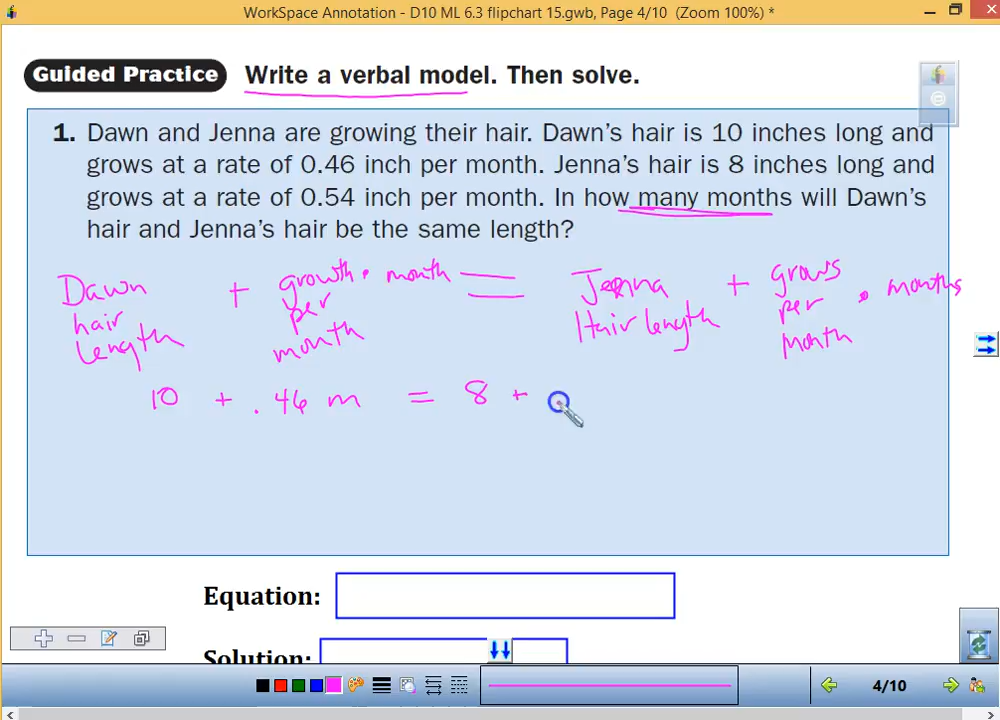 WorkSpace Annotation - D10 ML 6.3 flipchart 15.gwb, Page 4/10 (Zoom 100%) *
Guided Practice Write a verbal model. Then solve.
1. Dawn and Jenna are growing their hair. Dawn's hair is 10 inches long and
grows at a rate of 0.46 inch per month. Jenna's hair is 8 inches long and
grows at a rate of 0.54 inch per month. In how many months will Dawn's
hair and Jenna's hair be the same length?
Dawn hair length + growth per month · month = Jenna Hair length + grows per month · months
10 + .46 m = 8 + .
Equation:
Solution:
4/10